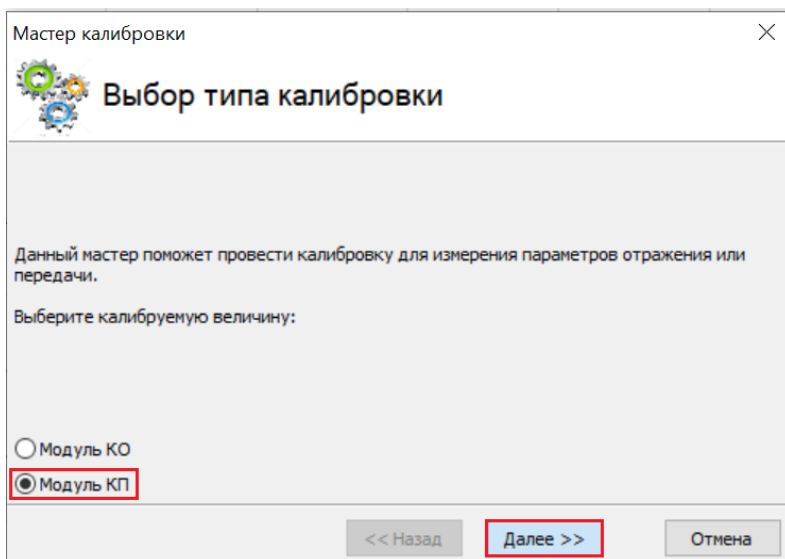 Мастер калибровки
Выбор типа калибровки
Данный мастер поможет провести калибровку для измерения параметров отражения или
передачи.
Выберите калибруемую величину:
Модуль КО
Модуль КП
<< Назад
Далее >>
Отмена